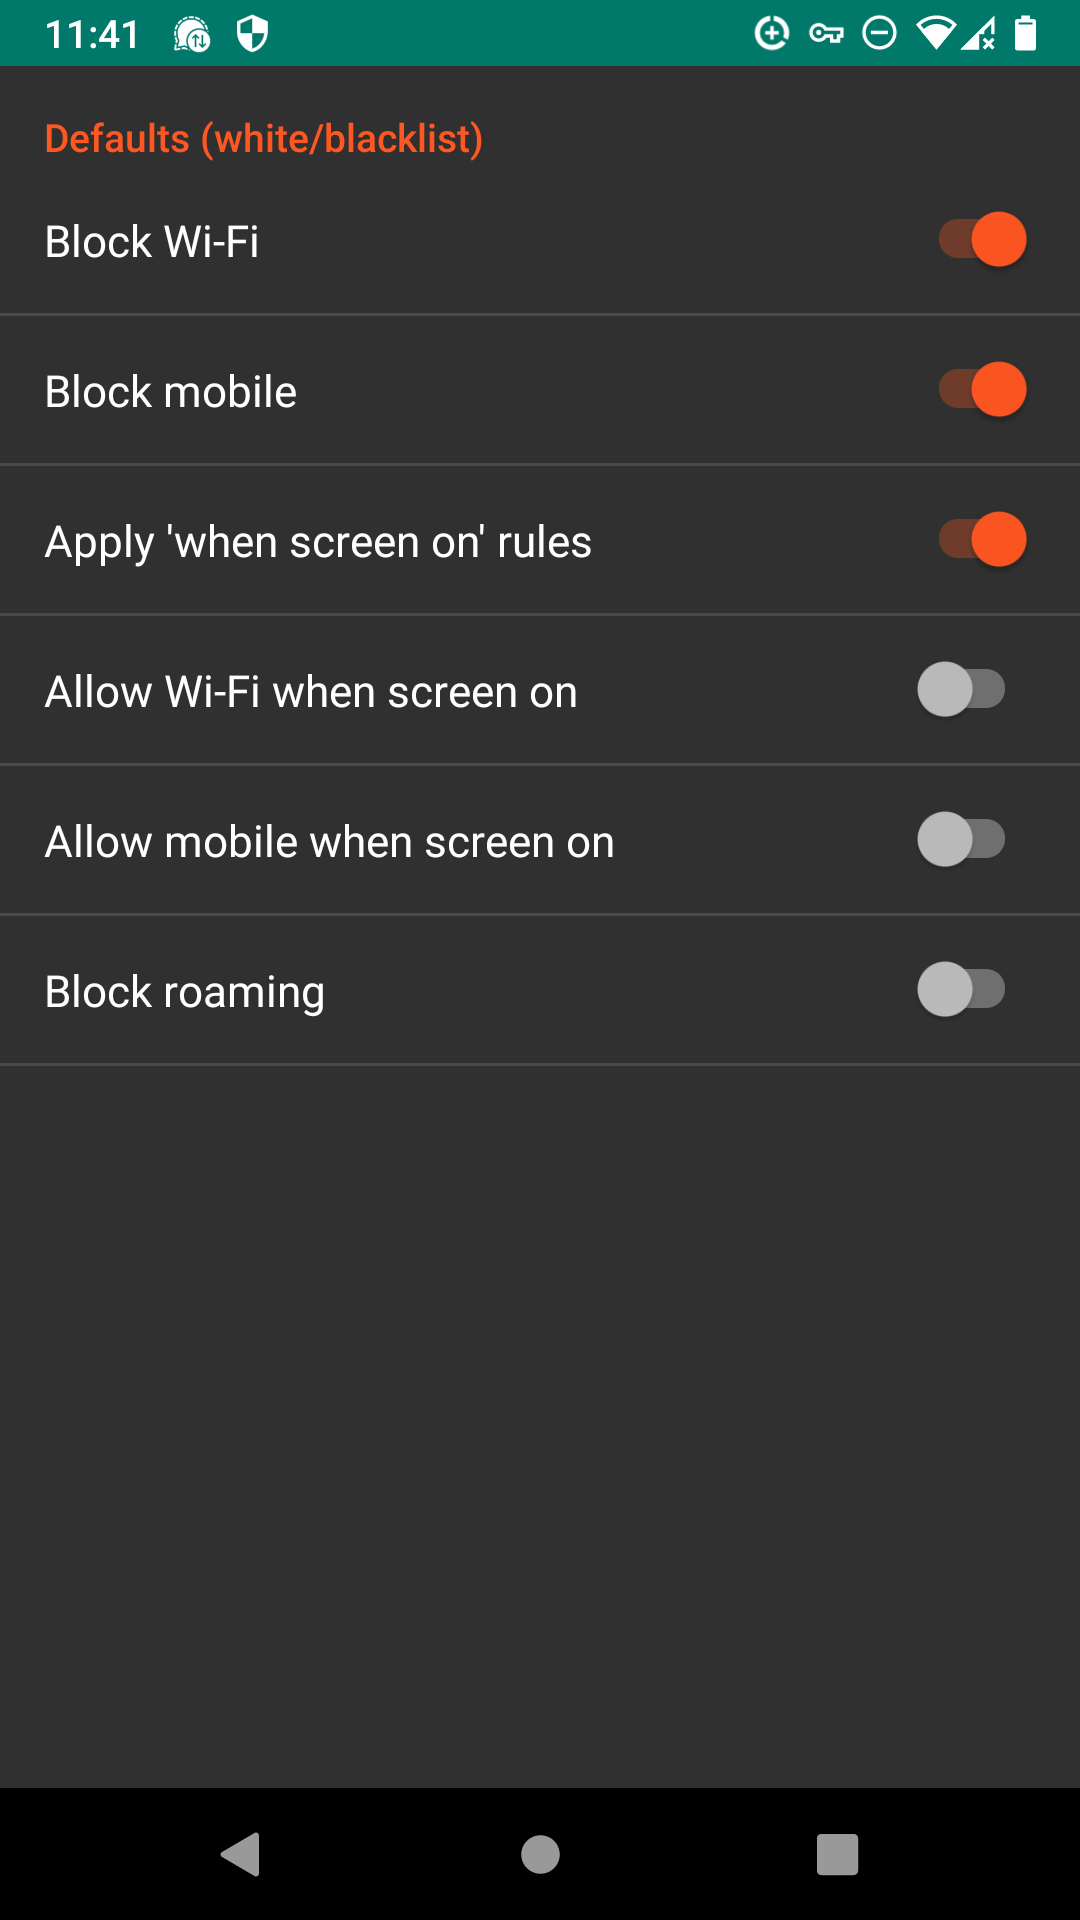 11:41
Defaults (white/blacklist)
Block Wi-Fi
Block mobile
Apply 'when screen on' rules
Allow Wi-Fi when screen on
Allow mobile when screen on
Block roaming